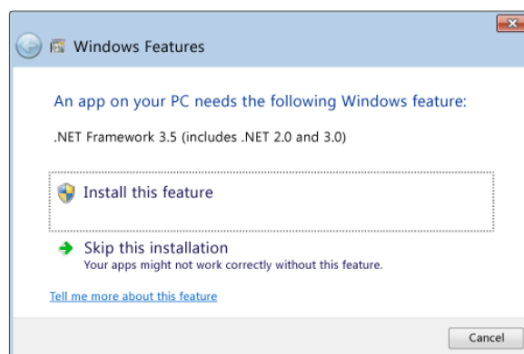 Windows Features
An app on your PC needs the following Windows feature:
.NET Framework 3.5 (includes .NET 2.0 and 3.0)
Install this feature
Skip this installation
Your apps might not work correctly without this feature.
Tell me more about this feature
Cancel